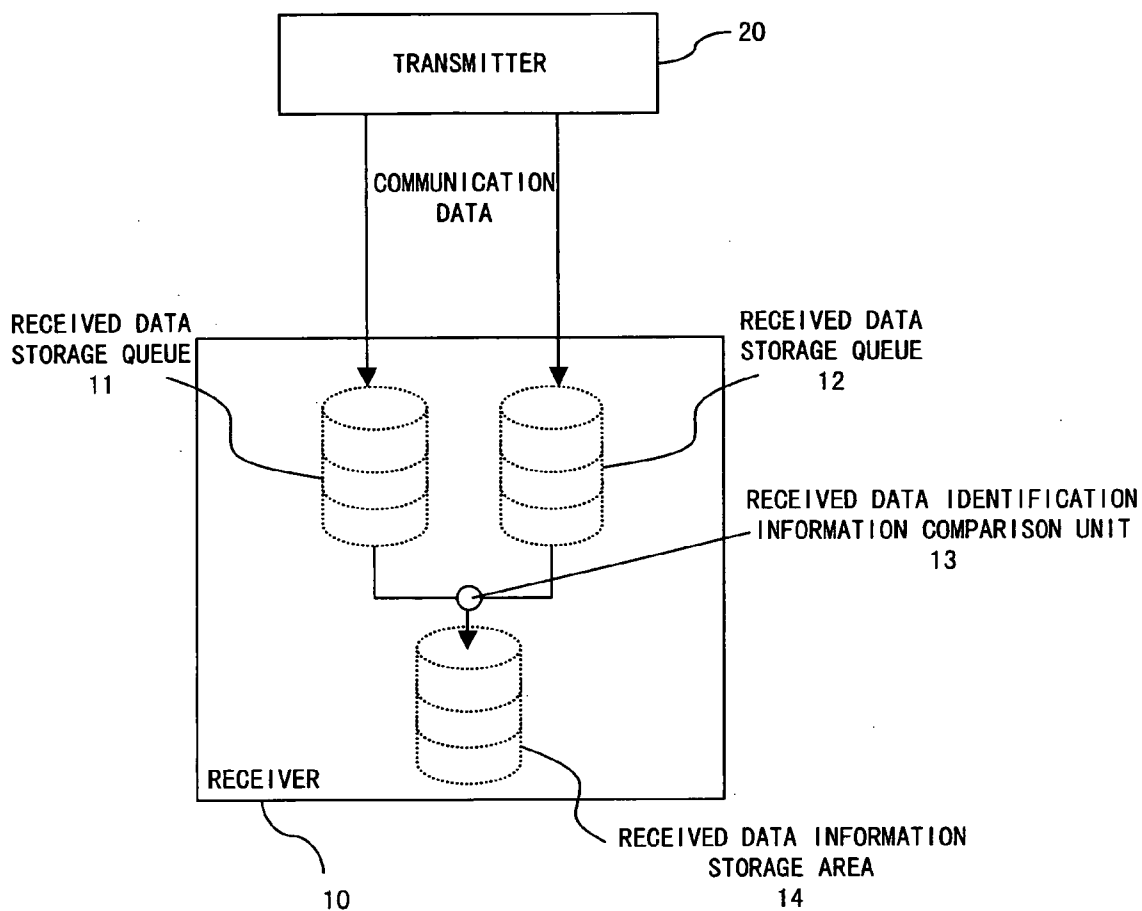 TRANSMITTER
20
COMMUNICATION
DATA
RECEIVED DATA
STORAGE QUEUE
11
RECEIVED DATA
STORAGE QUEUE
12
RECEIVED DATA IDENTIFICATION
INFORMATION COMPARISON UNIT
13
RECEIVER
10
RECEIVED DATA INFORMATION
STORAGE AREA
14